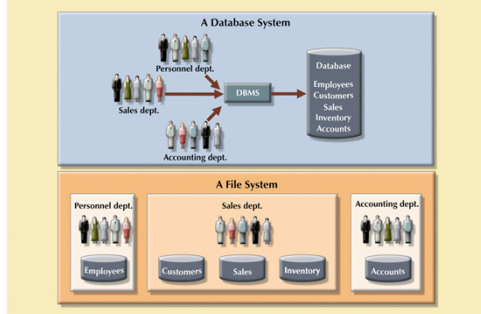 A Database System
Personnel dept.
Sales dept.
Accounting dept.
DBMS
Database
Employees
Customers
Sales
Inventory
Accounts
A File System
Personnel dept.
Employees
Sales dept.
Customers
Sales
Inventory
Accounting dept.
Accounts